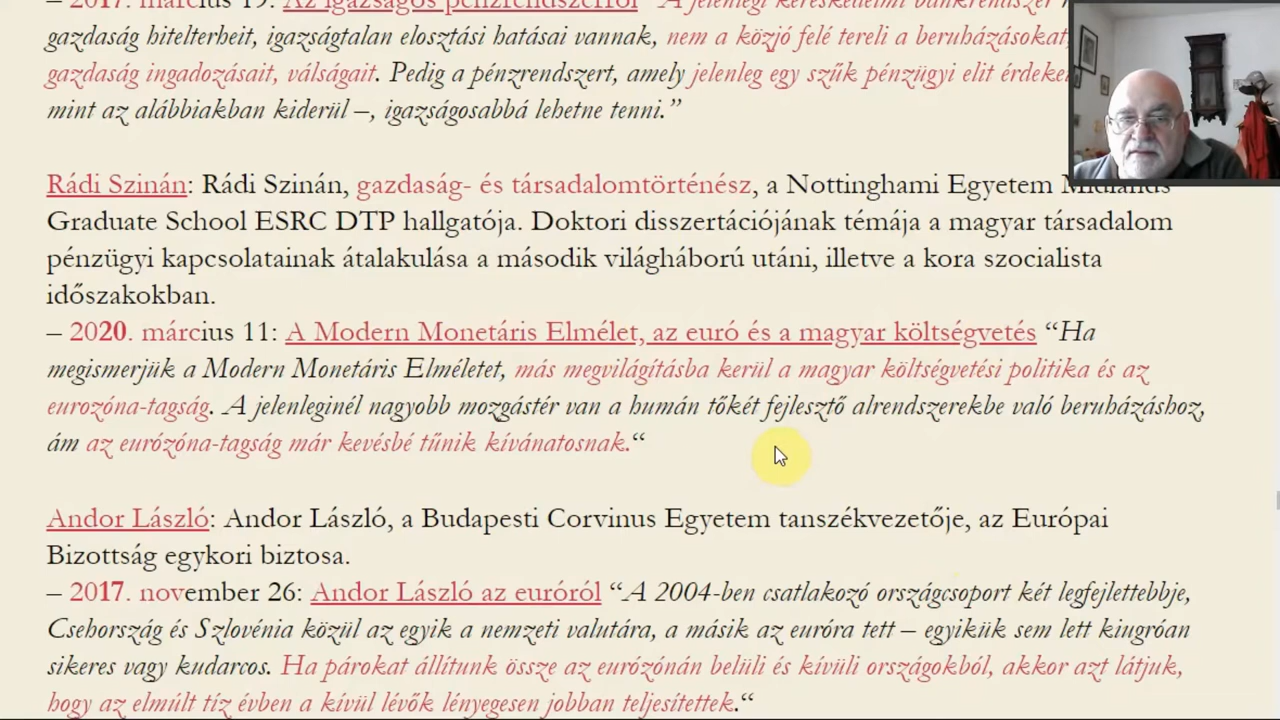 – 2017. március 19: Az igazságos pénzrendszerről “A jelenlegi kereskedelmi bankrendszer
gazdaság hitelterheit, igazságtalan elosztási hatásai vannak, nem a közjó felé tereli a beruházásokat,
gazdaság ingadozásait, válságait. Pedig a pénzrendszert, amely jelenleg egy szűk pénzügyi elit
mint az alábbiakban kiderül –, igazságosabbá lehetne tenni.”
Rádi Szinán: Rádi Szinán, gazdaság- és társadalomtörténész, a Nottinghami Egyetem Midlands
Graduate School ESRC DTP hallgatója. Doktori disszertációjának témája a magyar társadalom
pénzügyi kapcsolatainak átalakulása a második világháború utáni, illetve a kora szocialista
időszakokban.
– 2020. március 11: A Modern Monetáris Elmélet, az euró és a magyar költségvetés “Ha
megismerjük a Modern Monetáris Elméletet, más megvilágításba kerül a magyar költségvetési politika és az
eurozóna-tagság. A jelenleginél nagyobb mozgástér van a humán tőkét fejlesztő alrendszerekbe való beruházáshoz,
ám az eurózóna-tagság már kevésbé tűnik kívánatosnak.“
Andor László: Andor László, a Budapesti Corvinus Egyetem tanszékvezetője, az Európai
Bizottság egykori biztosa.
– 2017. november 26: Andor László az euróról “A 2004-ben csatlakozó országcsoport két legfejlettebbje,
Csehország és Szlovénia közül az egyik a nemzeti valutára, a másik az euróra tett – egyikük sem lett kiugróan
sikeres vagy kudarcos. Ha párokat állítunk össze az eurózónán belüli és kívüli országokból, akkor azt látjuk,
hogy az elmúlt tíz évben a kívül lévők lényegesen jobban teljesítettek.“